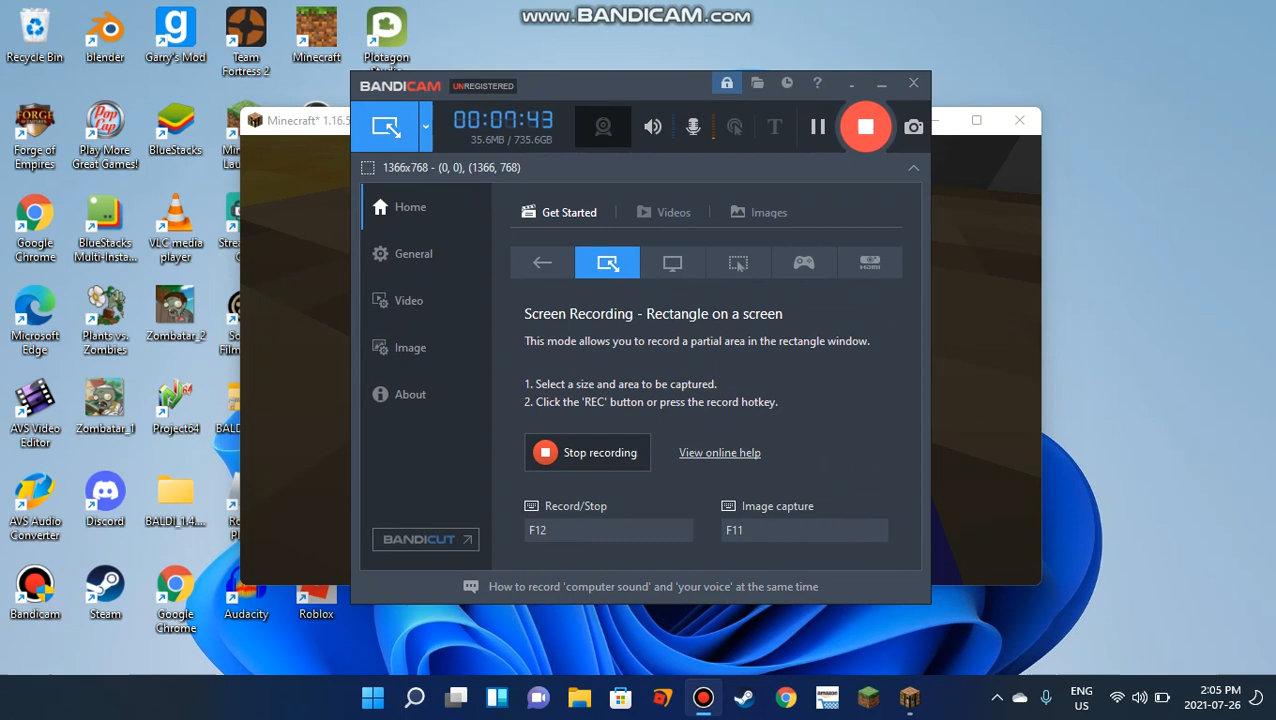 www.BANDICAM.com
Recycle Bin
blender
Garry's Mod
Team
Fortress 2
Minecraft
Plotagon
BANDICAM UNREGISTERED
00:07:43
35.6MB / 735.6GB
1366x768 - (0, 0), (1366, 768)
Minecraft* 1.16.5
Forge of
Empires
Play More
Great Games!
BlueStacks
Google
Chrome
BlueStacks
Multi-Insta...
VLC media
player
Microsoft
Edge
Plants vs.
Zombies
Zombatar_2
AVS Video
Editor
Zombatar_1
Project64
AVS Audio
Converter
Discord
BALDI_1.4....
Bandicam
Steam
Google
Chrome
Audacity
Roblox
Home
General
Video
Image
About
BANDICUT
Get Started
Videos
Images
HDMI
Screen Recording - Rectangle on a screen
This mode allows you to record a partial area in the rectangle window.
1. Select a size and area to be captured.
2. Click the 'REC' button or press the record hotkey.
Stop recording
View online help
Record/Stop
Image capture
F12
F11
How to record 'computer sound' and 'your voice' at the same time
amazon
ENG
US
2:05 PM
2021-07-26